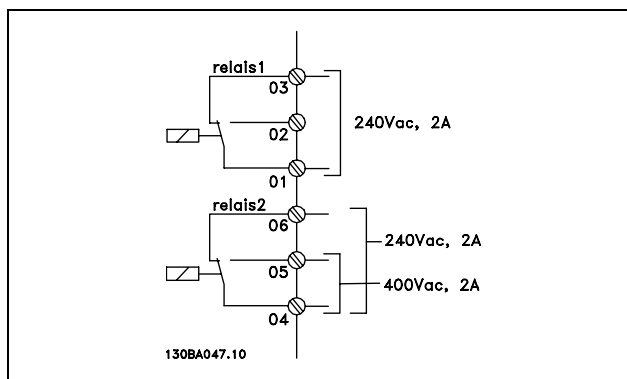 relais1
03
02
240Vac, 2A
01
relais2
06
240Vac, 2A
05
400Vac, 2A
04
130BA047.10